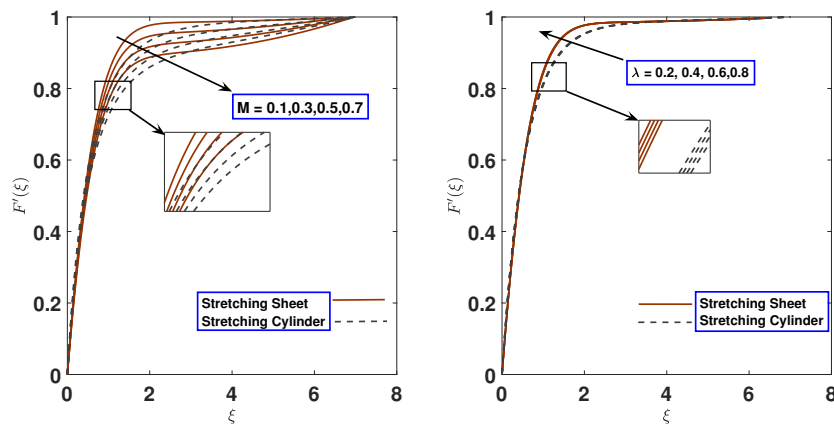 1
0.8
0.6
0.4
0.2
0
F′(ξ)
M = 0.1,0.3,0.5,0.7
Stretching Sheet
Stretching Cylinder
0 2 4 6 8
ξ
1
0.8
0.6
0.4
0.2
0
F′(ξ)
λ = 0.2, 0.4, 0.6,0.8
Stretching Sheet
Stretching Cylinder
0 2 4 6 8
ξ